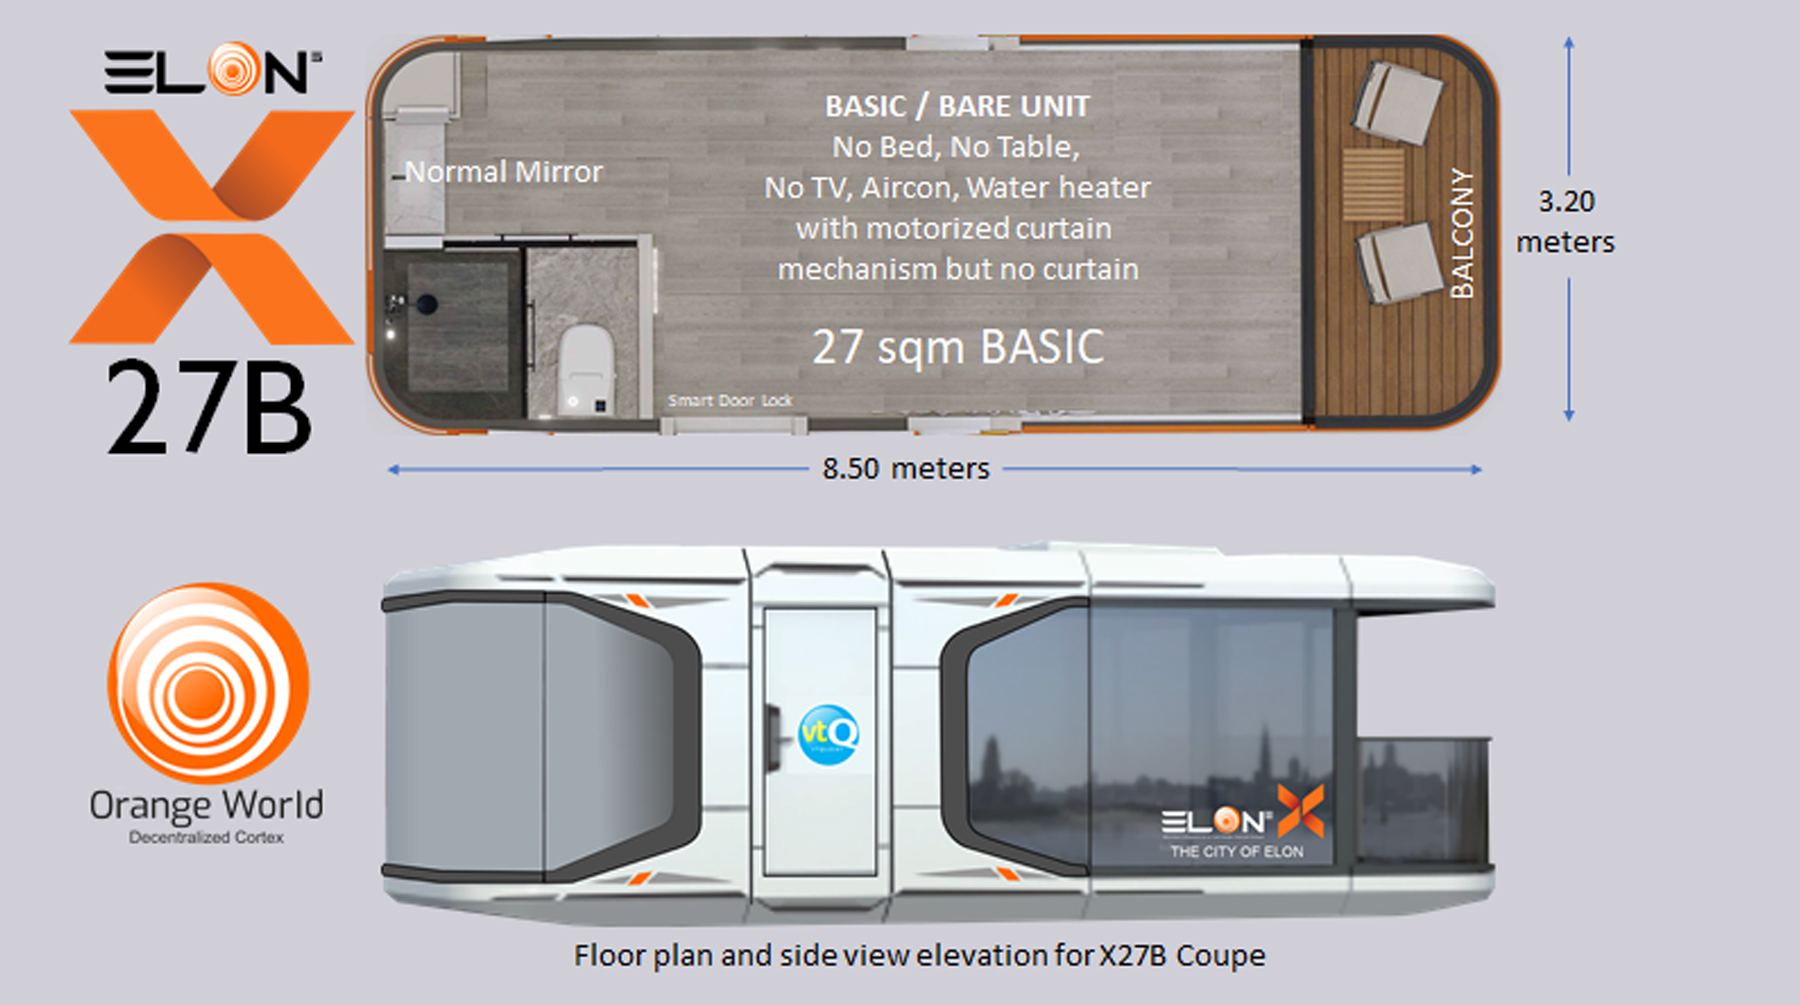 ELON
X
27B
BASIC / BARE UNIT
No Bed, No Table,
No TV, Aircon, Water heater
with motorized curtain
mechanism but no curtain
27 sqm BASIC
Normal Mirror
Smart Door Lock
BALCONY
3.20
meters
8.50 meters
Orange World
Decentralized Cortex
vtQ
ELON X
THE CITY OF ELON
Floor plan and side view elevation for X27B Coupe